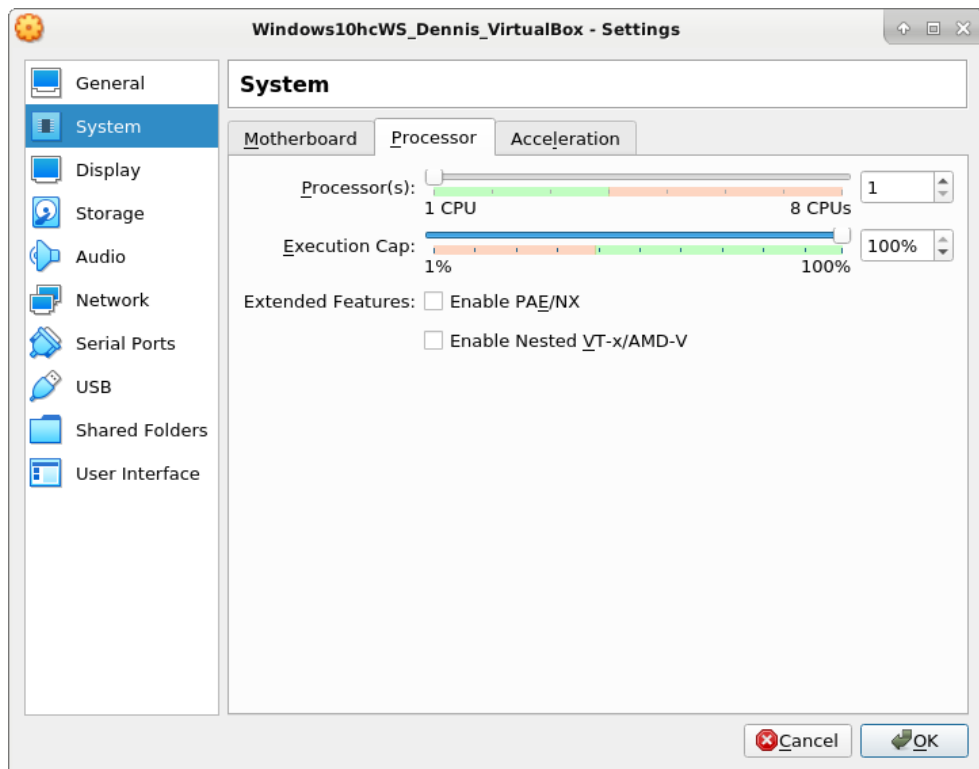 Windows10hcWS_Dennis_VirtualBox - Settings
General
System
Display
Storage
Audio
Network
Serial Ports
USB
Shared Folders
User Interface
System
Motherboard Processor Acceleration
Processor(s): 1
1 CPU 8 CPUs
Execution Cap: 100%
1% 100%
Extended Features: Enable PAE/NX
Enable Nested VT-x/AMD-V
Cancel OK